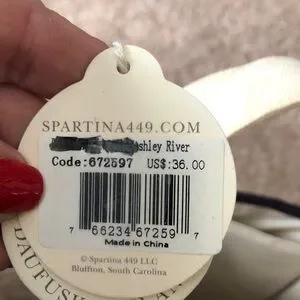 SPARTINA449.COM
shley River
Code:672597 US$:36.00
7 66234 67259 7
Made in China
© Spartina 449 LLC
Bluffton, South Carolina
DAUFUSK